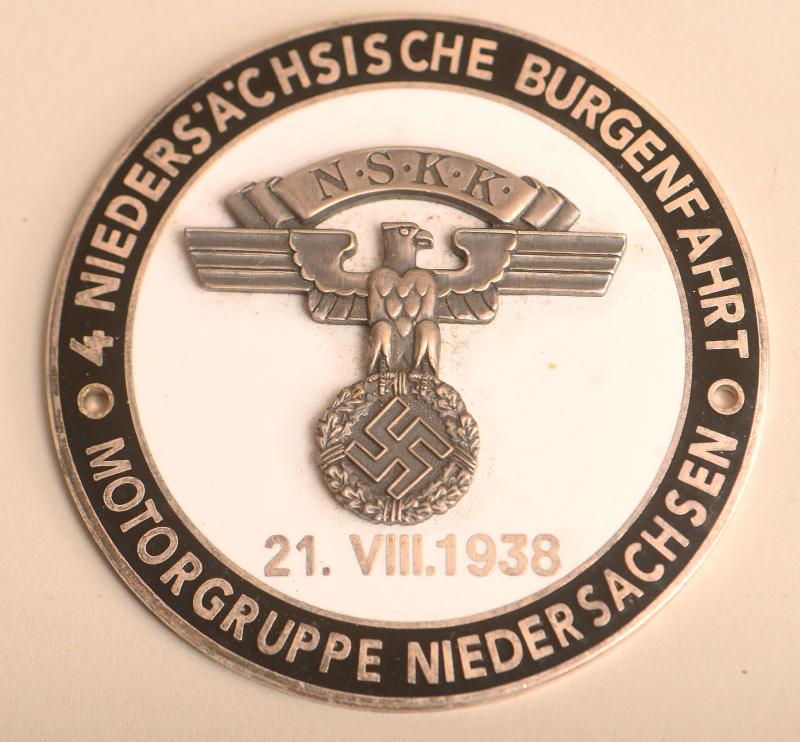 4 NIEDERSÄCHSISCHE BURGENFAHRT
N·S·K·K·
21. VIII.1938
MOTORGRUPPE NIEDERSACHSEN